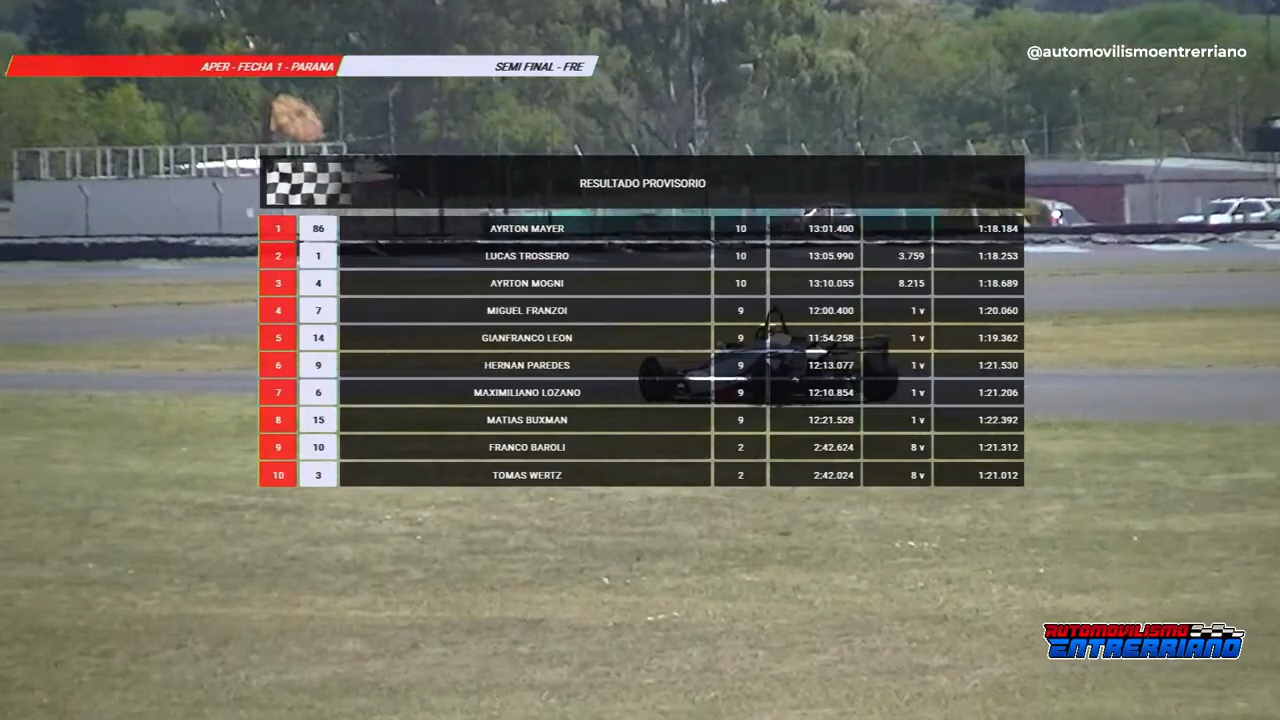 APER - FECHA 1 - PARANA SEMI FINAL - FRE
@automovilismoentrerriano
RESULTADO PROVISORIO
1 86 AYRTON MAYER 10 13:01.400 1:18.184
2 1 LUCAS TROSSERO 10 13:05.990 3.759 1:18.253
3 4 AYRTON MOGNI 10 13:10.055 8.215 1:18.689
4 7 MIGUEL FRANZOI 9 12:00.400 1 v 1:20.060
5 14 GIANFRANCO LEON 9 11:54.258 1 v 1:19.362
6 9 HERNAN PAREDES 9 12:13.077 1 v 1:21.530
7 6 MAXIMILIANO LOZANO 9 12:10.854 1 v 1:21.206
8 15 MATIAS BUXMAN 9 12:21.528 1 v 1:22.392
9 10 FRANCO BAROLI 2 2:42.624 8 v 1:21.312
10 3 TOMAS WERTZ 2 2:42.024 8 v 1:21.012
AUTOMOVILISMO
ENTRERRIANO